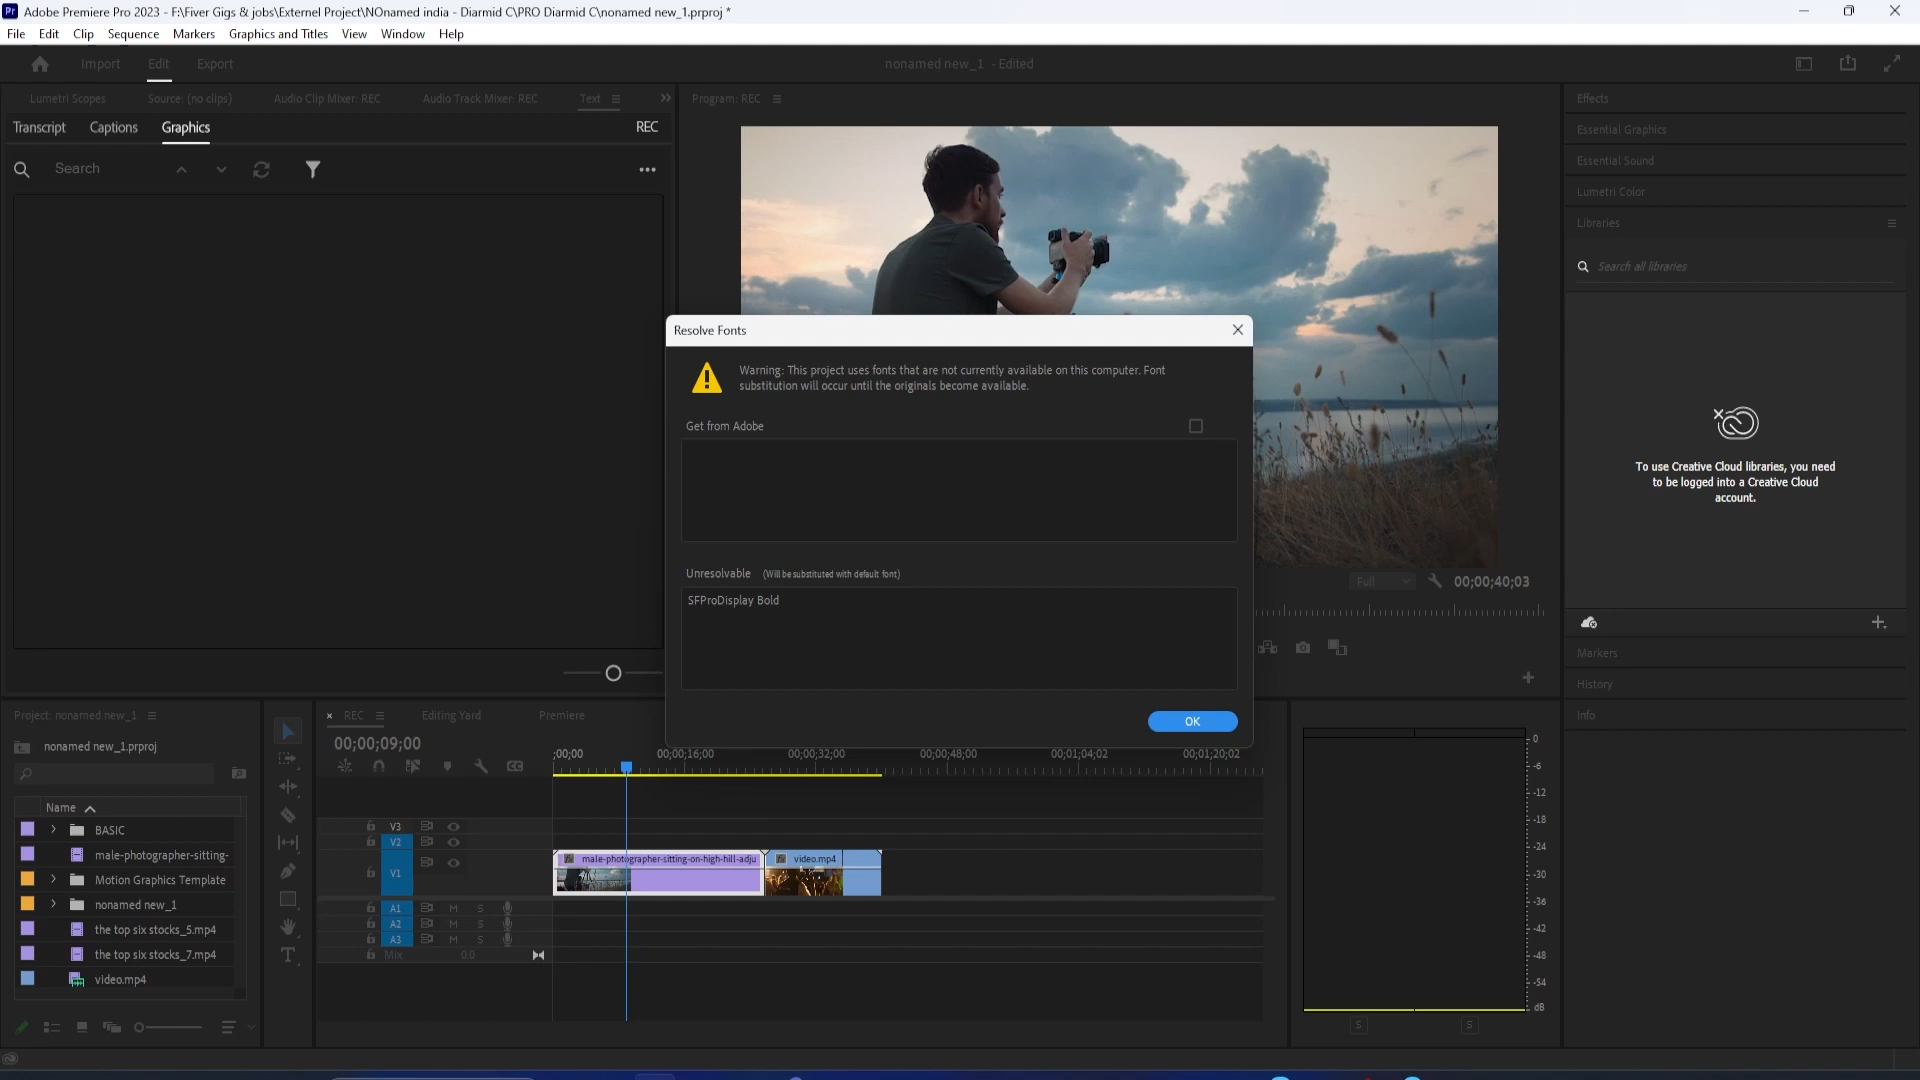 Adobe Premiere Pro 2023 - F:\Fiver Gigs & jobs\Externel Project\NOnamed india - Diarmid C\PRO Diarmid C\nonamed new_1.prproj *
File Edit Clip Sequence Markers Graphics and Titles View Window Help
Import Edit Export
nonamed new_1 - Edited
Lumetri Scopes Source: (no clips) Audio Clip Mixer: REC Audio Track Mixer: REC Text
Transcript Captions Graphics REC
Search
Program: REC
Effects
Essential Graphics
Essential Sound
Lumetri Color
Libraries
Search all libraries
To use Creative Cloud libraries, you need
to be logged into a Creative Cloud
account.
Markers
History
Info
Resolve Fonts
Warning: This project uses fonts that are not currently available on this computer. Font
substitution will occur until the originals become available.
Get from Adobe
Unresolvable (Will be substituted with default font)
SFProDisplay Bold
OK
Full 00;00;40;03
Project: nonamed new_1
nonamed new_1.prproj
Name
BASIC
male-photographer-sitting-
Motion Graphics Template
nonamed new_1
the top six stocks_5.mp4
the top six stocks_7.mp4
video.mp4
REC Editing Yard Premiere
00;00;09;00
;00;00 00;00;16;00 00;00;32;00 00;00;48;00 00;01;04;02 00;01;20;02
V3
V2
V1
male-photographer-sitting-on-high-hill-adju video.mp4
A1 M S
A2 M S
A3 M S
Mix 0.0
0
-6
-12
-18
-24
-30
-36
-42
-48
-54
dB
S S